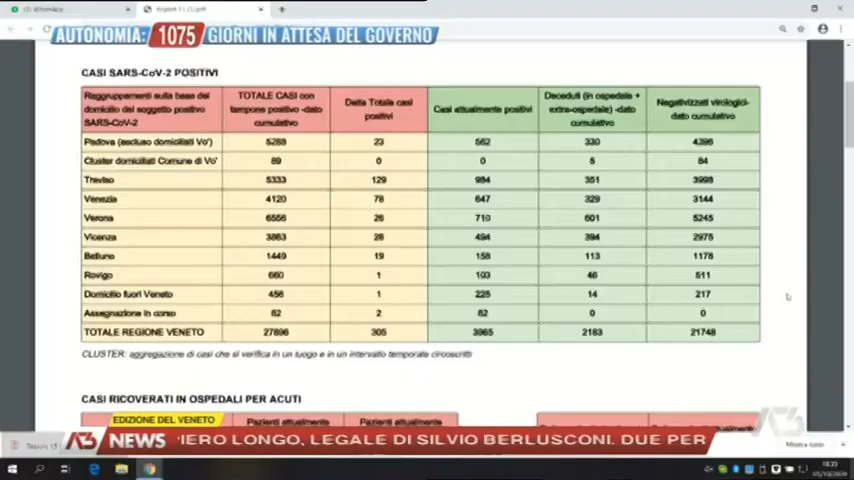 AUTONOMIA: 1075 GIORNI IN ATTESA DEL GOVERNO
CASI SARS-CoV-2 POSITIVI
Raggruppamenti sulla base del domicilio del soggetto positivo SARS-CoV-2 | TOTALE CASI con tampone positivo -dato cumulativo | Delta Totale casi positivi | Casi attualmente positivi | Deceduti (in ospedale + extra-ospedale) -dato cumulativo | Negativizzati virologici- dato cumulativo
Padova (escluso domiciliati Vo') 5288 23 562 330 4396
Cluster domiciliati Comune di Vo' 89 0 0 5 84
Treviso 5333 129 984 351 3998
Venezia 4120 78 647 329 3144
Verona 6556 26 710 601 5245
Vicenza 3863 26 494 394 2975
Belluno 1449 19 158 113 1178
Rovigo 660 1 103 46 511
Domicilio fuori Veneto 456 1 225 14 217
Assegnazione in corso 82 2 82 0 0
TOTALE REGIONE VENETO 27896 305 3965 2183 21748
CLUSTER: aggregazione di casi che si verifica in un luogo e in un intervallo temporale circoscritti
CASI RICOVERATI IN OSPEDALI PER ACUTI
EDIZIONE DEL VENETO
Pazienti attualmente Pazienti attualmente
A3 NEWS
IERO LONGO, LEGALE DI SILVIO BERLUSCONI. DUE PER
A3
Mostra tutto